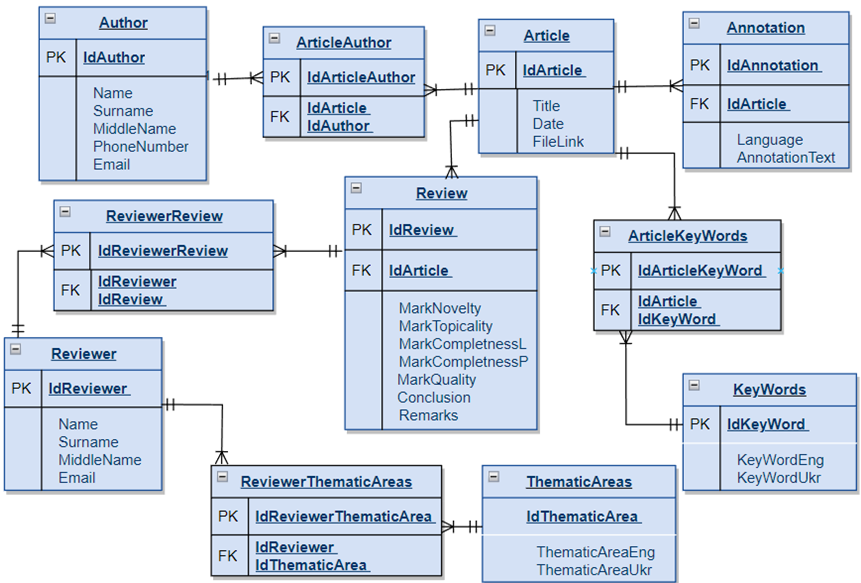 Author
PK IdAuthor
Name
Surname
MiddleName
PhoneNumber
Email
ArticleAuthor
PK IdArticleAuthor
FK IdArticle
IdAuthor
Article
PK IdArticle
Title
Date
FileLink
Annotation
PK IdAnnotation
FK IdArticle
Language
AnnotationText
ReviewerReview
PK IdReviewerReview
FK IdReviewer
IdReview
Review
PK IdReview
FK IdArticle
MarkNovelty
MarkTopicality
MarkCompletnessL
MarkCompletnessP
MarkQuality
Conclusion
Remarks
ArticleKeyWords
PK IdArticleKeyWord
FK IdArticle
IdKeyWord
Reviewer
PK IdReviewer
Name
Surname
MiddleName
Email
KeyWords
PK IdKeyWord
KeyWordEng
KeyWordUkr
ReviewerThematicAreas
PK IdReviewerThematicArea
FK IdReviewer
IdThematicArea
ThematicAreas
IdThematicArea
ThematicAreaEng
ThematicAreaUkr